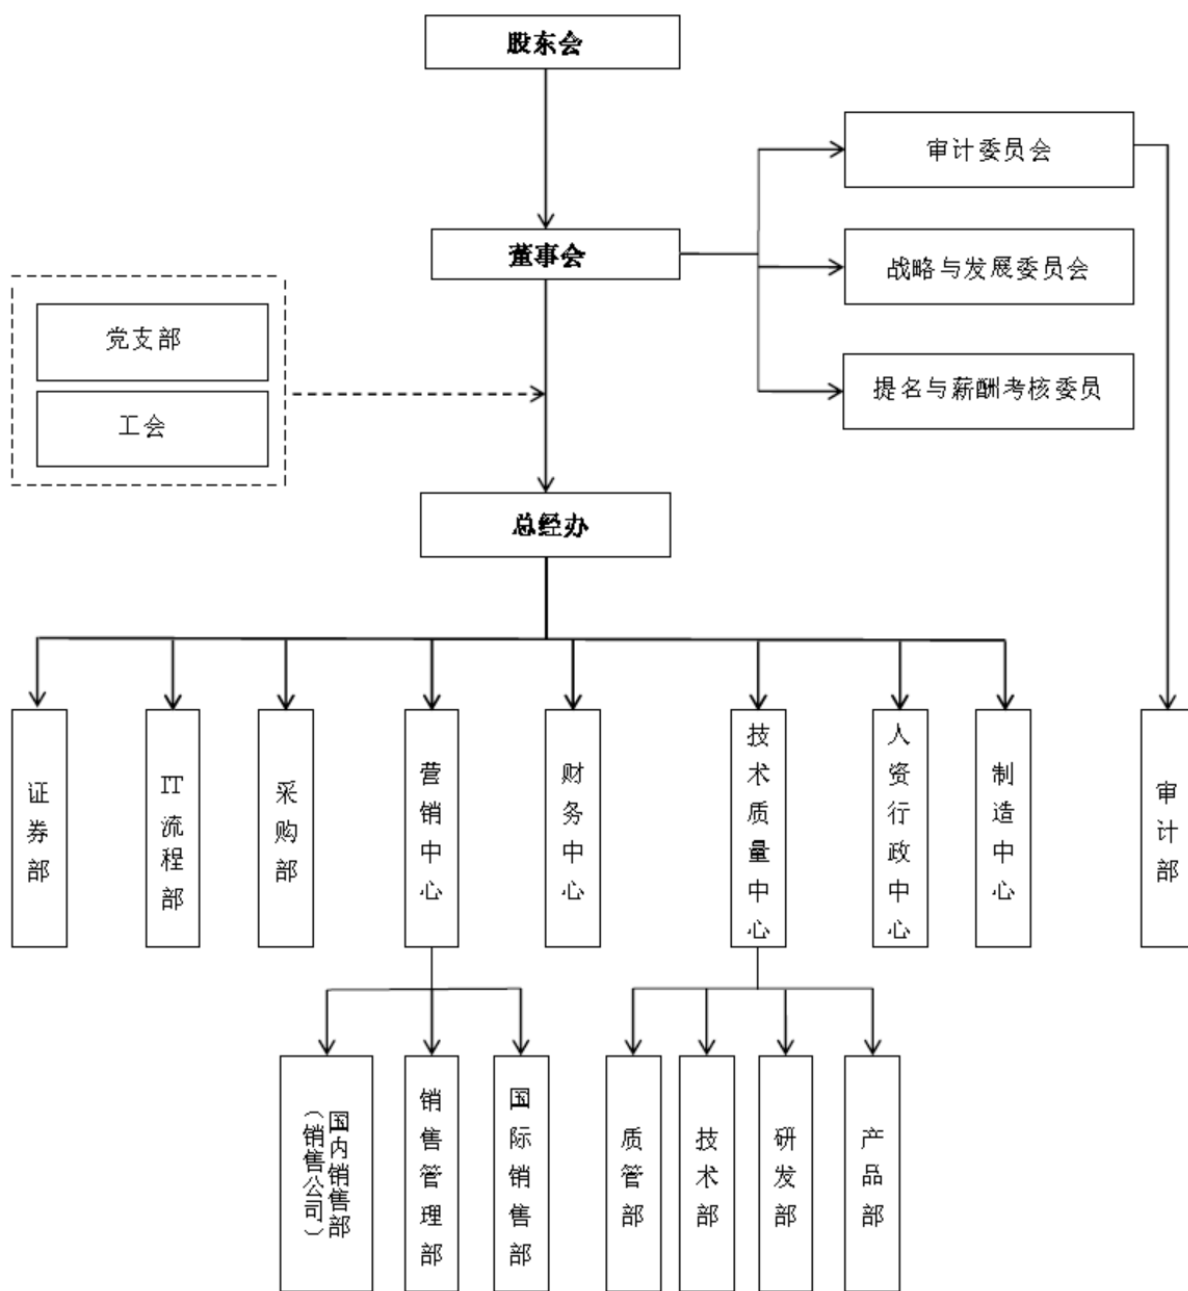 股东会
审计委员会
董事会
战略与发展委员会
党支部
提名与薪酬考核委员
工会
总经办
证券部
IT流程部
采购部
营销中心
财务中心
技术质量中心
人资行政中心
制造中心
审计部
国内销售部
（销售公司）
销售管理部
国际销售部
质管部
技术部
研发部
产品部